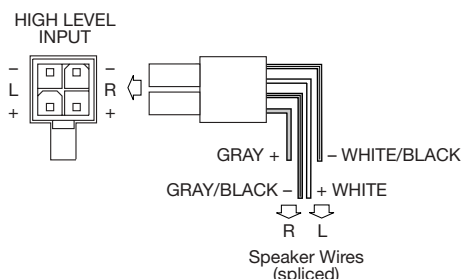 HIGH LEVEL
INPUT
– –
L R
+ +
GRAY + – WHITE/BLACK
GRAY/BLACK – + WHITE
R L
Speaker Wires
(spliced)